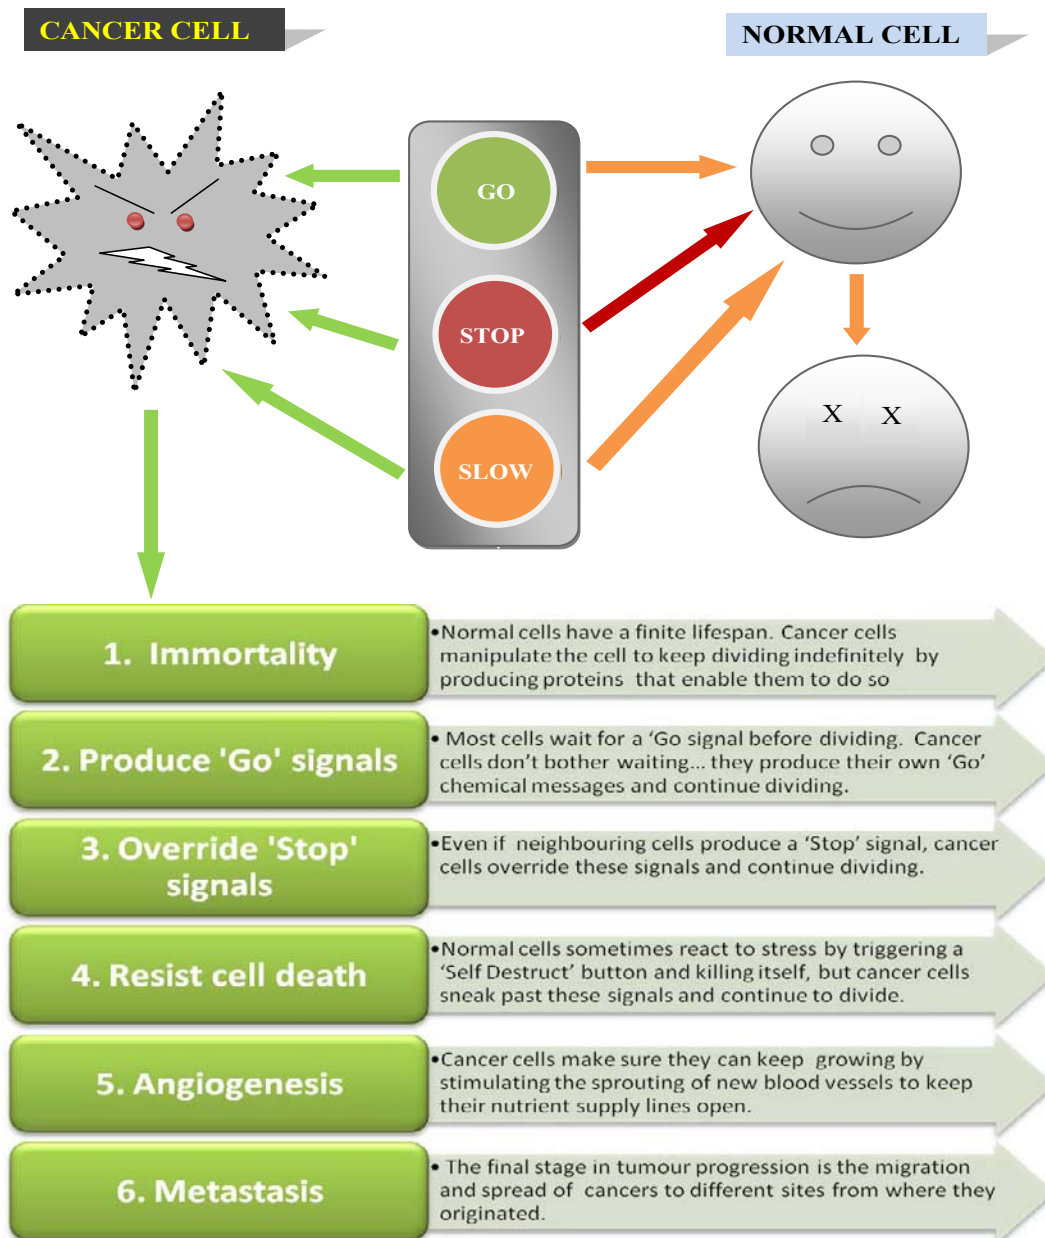 CANCER CELL
NORMAL CELL
GO
STOP
SLOW
X X
1. Immortality
•Normal cells have a finite lifespan. Cancer cells
manipulate the cell to keep dividing indefinitely by
producing proteins that enable them to do so
2. Produce 'Go' signals
• Most cells wait for a ‘Go signal before dividing. Cancer
cells don’t bother waiting... they produce their own ‘Go’
chemical messages and continue dividing.
3. Override 'Stop'
signals
•Even if neighbouring cells produce a ‘Stop’ signal, cancer
cells override these signals and continue dividing.
4. Resist cell death
•Normal cells sometimes react to stress by triggering a
‘Self Destruct’ button and killing itself, but cancer cells
sneak past these signals and continue to divide.
5. Angiogenesis
•Cancer cells make sure they can keep growing by
stimulating the sprouting of new blood vessels to keep
their nutrient supply lines open.
6. Metastasis
• The final stage in tumour progression is the migration
and spread of cancers to different sites from where they
originated.